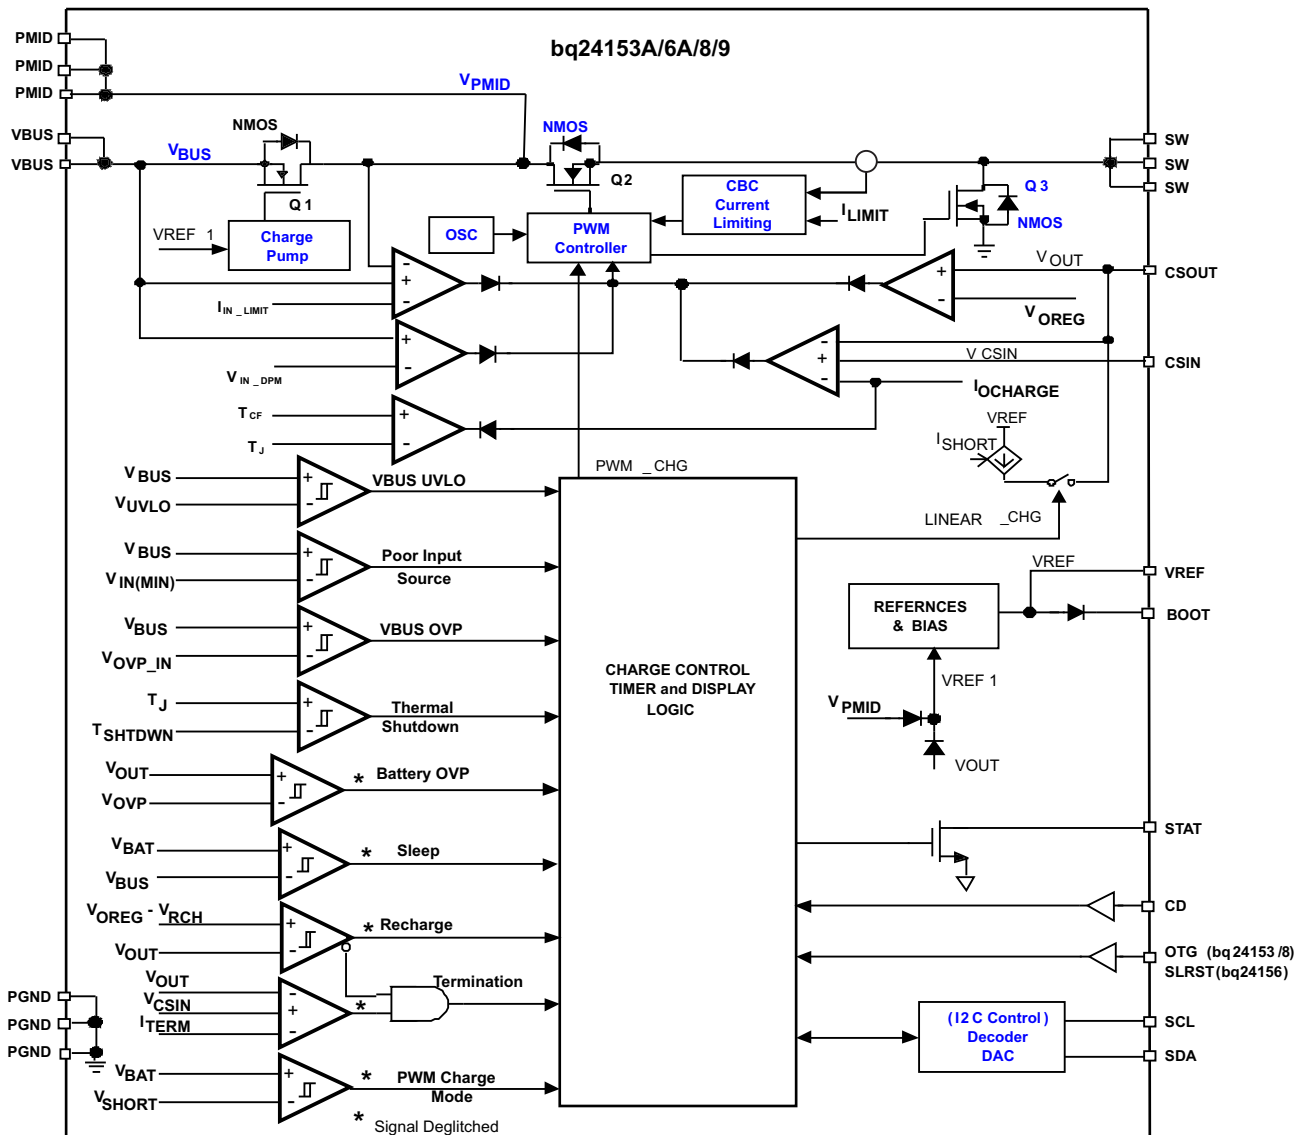 bq24153A/6A/8/9
PMID
PMID
PMID
VBUS
VBUS
VPMID
VBUS
NMOS
Q1
NMOS
Q2
VREF 1
Charge
Pump
OSC
PWM
Controller
CBC
Current
Limiting
ILIMIT
Q3
NMOS
SW
SW
SW
IIN_LIMIT
VIN_DPM
TCF
TJ
VOUT
CSOUT
VOREG
V CSIN
CSIN
IOCHARGE
VREF
ISHORT
PWM _CHG
LINEAR _CHG
VBUS
VUVLO
+
-
VBUS UVLO
VBUS
VIN(MIN)
+
-
Poor Input
Source
VBUS
VOVP_IN
+
-
VBUS OVP
TJ
TSHTDWN
+
-
Thermal
Shutdown
VOUT
VOVP
+
-
* Battery OVP
VBAT
VBUS
+
-
* Sleep
VOREG - VRCH
VOUT
+
-
* Recharge
VOUT
VCSIN
ITERM
-
+
-
*
Termination
VBAT
VSHORT
+
-
* PWM Charge
Mode
* Signal Deglitched
CHARGE CONTROL
TIMER and DISPLAY
LOGIC
VREF
VREF
REFERNCES
& BIAS
BOOT
VREF 1
VPMID
VOUT
STAT
CD
OTG (bq24153/8)
SLRST(bq24156)
(I2C Control)
Decoder
DAC
SCL
SDA
PGND
PGND
PGND